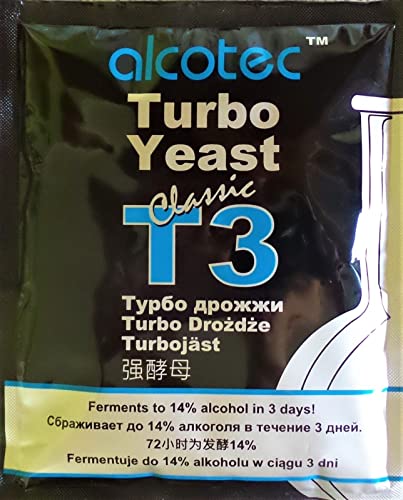 alcotec™
Turbo
Yeast
Classic
T3
Турбо дрожжи
Turbo Drożdże
Turbojäst
强酵母
Ferments to 14% alcohol in 3 days!
Сбраживает до 14% алкоголя в течение 3 дней.
72小时为发酵14%
Fermentuje do 14% alkoholu w ciągu 3 dni